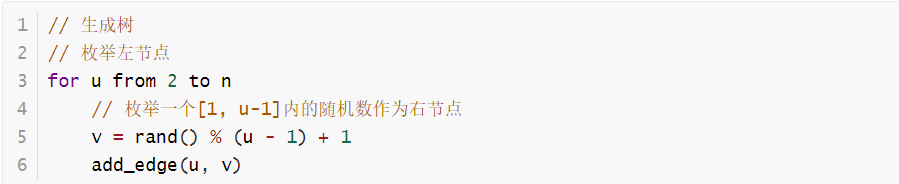 1 // 生成树
2 // 枚举左节点
3 for u from 2 to n
4 // 枚举一个[1, u-1]内的随机数作为右节点
5 v = rand() % (u - 1) + 1
6 add_edge(u, v)